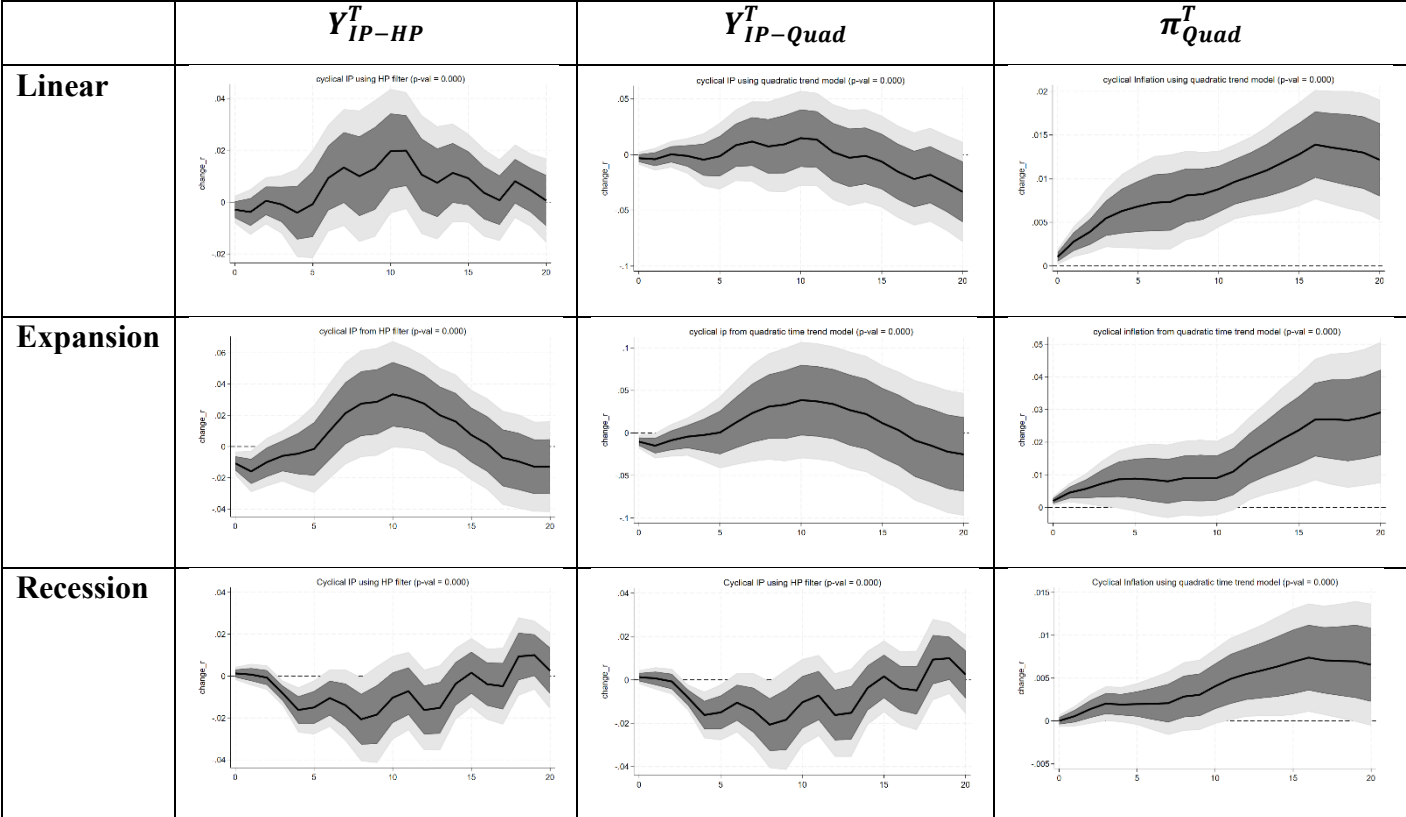 Y^T_{IP-HP} Y^T_{IP-Quad} π^T_{Quad}
Linear
cyclical IP using HP filter (p-val = 0.000)
change_r
.04
.02
0
-.02
0 5 10 15 20
cyclical IP using quadratic trend model (p-val = 0.000)
change_r
.05
0
.05
-.1
0 5 10 15 20
cyclical Inflation using quadratic trend model (p-val = 0.000)
change_r
.02
.015
.01
.005
0
0 5 10 15 20
Expansion
cyclical IP from HP filter (p-val = 0.000)
change_r
.06
.04
.02
0
-.02
-.04
0 5 10 15 20
cyclical ip from quadratic time trend model (p-val = 0.000)
change_r
.1
.05
0
.05
-.1
0 5 10 15 20
cyclical inflation from quadratic time trend model (p-val = 0.000)
change_r
.05
.04
.03
.02
.01
0
0 5 10 15 20
Recession
Cyclical IP using HP filter (p-val = 0.000)
change_r
.04
.02
0
-.02
.04
0 5 10 15 20
Cyclical IP using HP filter (p-val = 0.000)
change_r
.04
.02
0
-.02
-.04
0 5 10 15 20
Cyclical Inflation using quadratic time trend model (p-val = 0.000)
change_r
.015
.01
.005
0
-.005
0 5 10 15 20